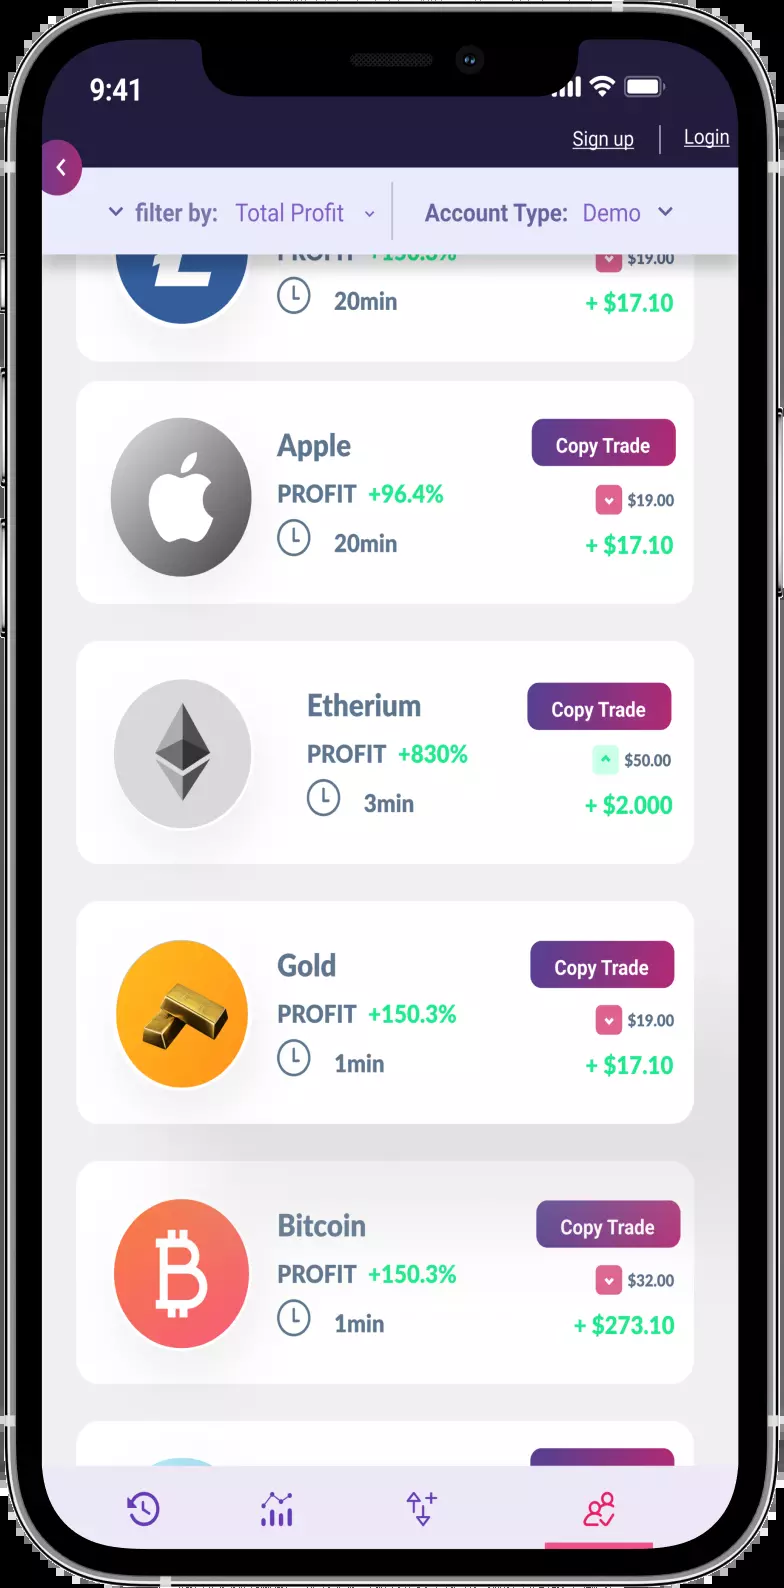 9:41
Sign up
Login
filter by: Total Profit
Account Type: Demo
PROFIT +150.3%
$19.00
20min
+ $17.10
Apple
Copy Trade
PROFIT +96.4%
$19.00
20min
+ $17.10
Etherium
Copy Trade
PROFIT +830%
$50.00
3min
+ $2.000
Gold
Copy Trade
PROFIT +150.3%
$19.00
1min
+ $17.10
Bitcoin
Copy Trade
PROFIT +150.3%
$32.00
1min
+ $273.10